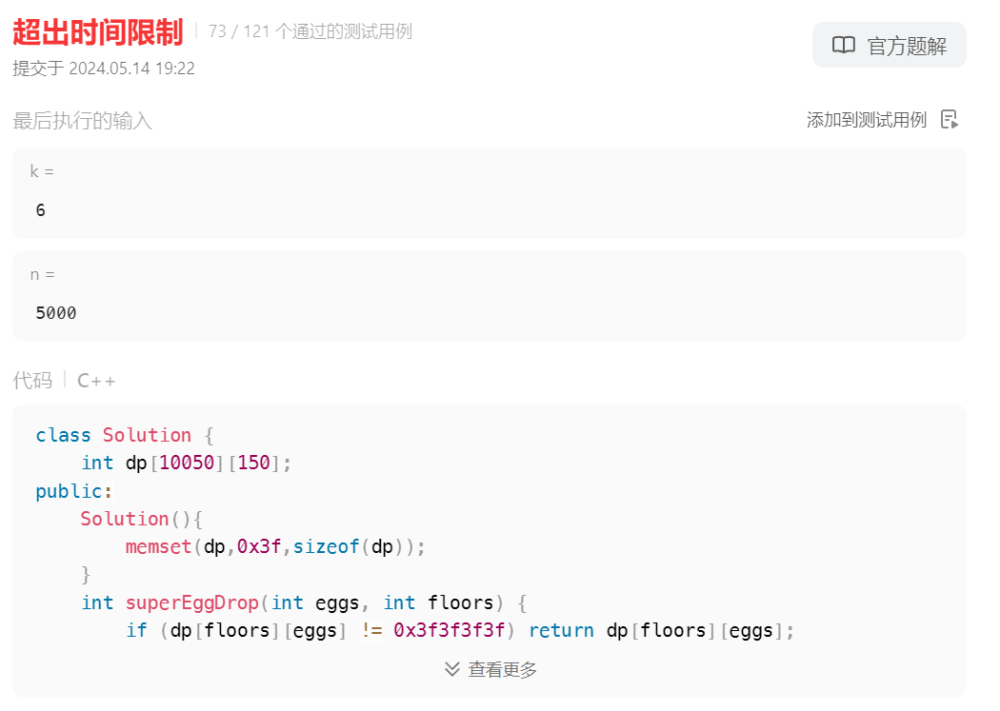 超出时间限制 73 / 121 个通过的测试用例
官方题解
提交于 2024.05.14 19:22
最后执行的输入
添加到测试用例
k =
6
n =
5000
代码 C++
class Solution {
    int dp[10050][150];
public:
    Solution(){
        memset(dp,0x3f,sizeof(dp));
    }
    int superEggDrop(int eggs, int floors) {
        if (dp[floors][eggs] != 0x3f3f3f3f) return dp[floors][eggs];
查看更多